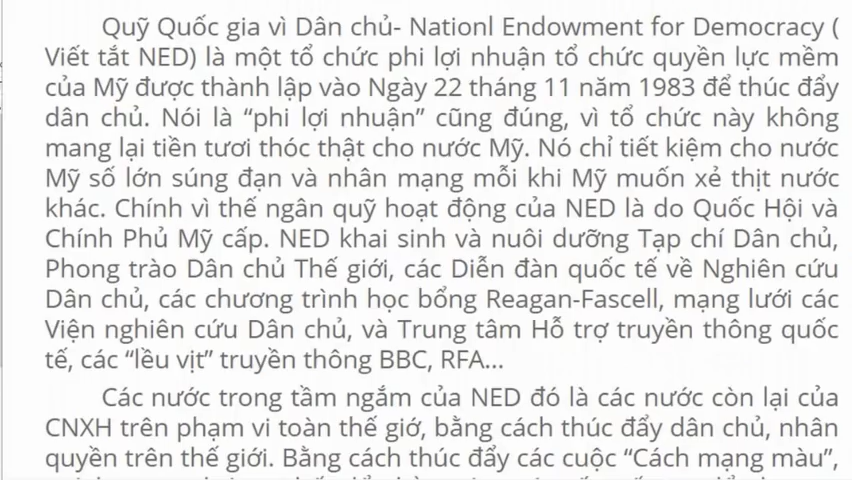 Quỹ Quốc gia vì Dân chủ- Nationl Endowment for Democracy (
Viết tắt NED) là một tổ chức phi lợi nhuận tổ chức quyền lực mềm
của Mỹ được thành lập vào Ngày 22 tháng 11 năm 1983 để thúc đẩy
dân chủ. Nói là “phi lợi nhuận” cũng đúng, vì tổ chức này không
mang lại tiền tươi thóc thật cho nước Mỹ. Nó chỉ tiết kiệm cho nước
Mỹ số lớn súng đạn và nhân mạng mỗi khi Mỹ muốn xẻ thịt nước
khác. Chính vì thế ngân quỹ hoạt động của NED là do Quốc Hội và
Chính Phủ Mỹ cấp. NED khai sinh và nuôi dưỡng Tạp chí Dân chủ,
Phong trào Dân chủ Thế giới, các Diễn đàn quốc tế về Nghiên cứu
Dân chủ, các chương trình học bổng Reagan-Fascell, mạng lưới các
Viện nghiên cứu Dân chủ, và Trung tâm Hỗ trợ truyền thông quốc
tế, các “lều vịt” truyền thông BBC, RFA...
Các nước trong tầm ngắm của NED đó là các nước còn lại của
CNXH trên phạm vi toàn thế giớ, bằng cách thúc đẩy dân chủ, nhân
quyền trên thế giới. Bằng cách thúc đẩy các cuộc “Cách mạng màu”,